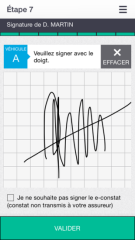 Étape 7
Signature de D. MARTIN
VÉHICULE
A
Veuillez signer avec le
doigt.
X
EFFACER
Je ne souhaite pas signer le e-constat
(constat non transmis à votre assureur)
VALIDER